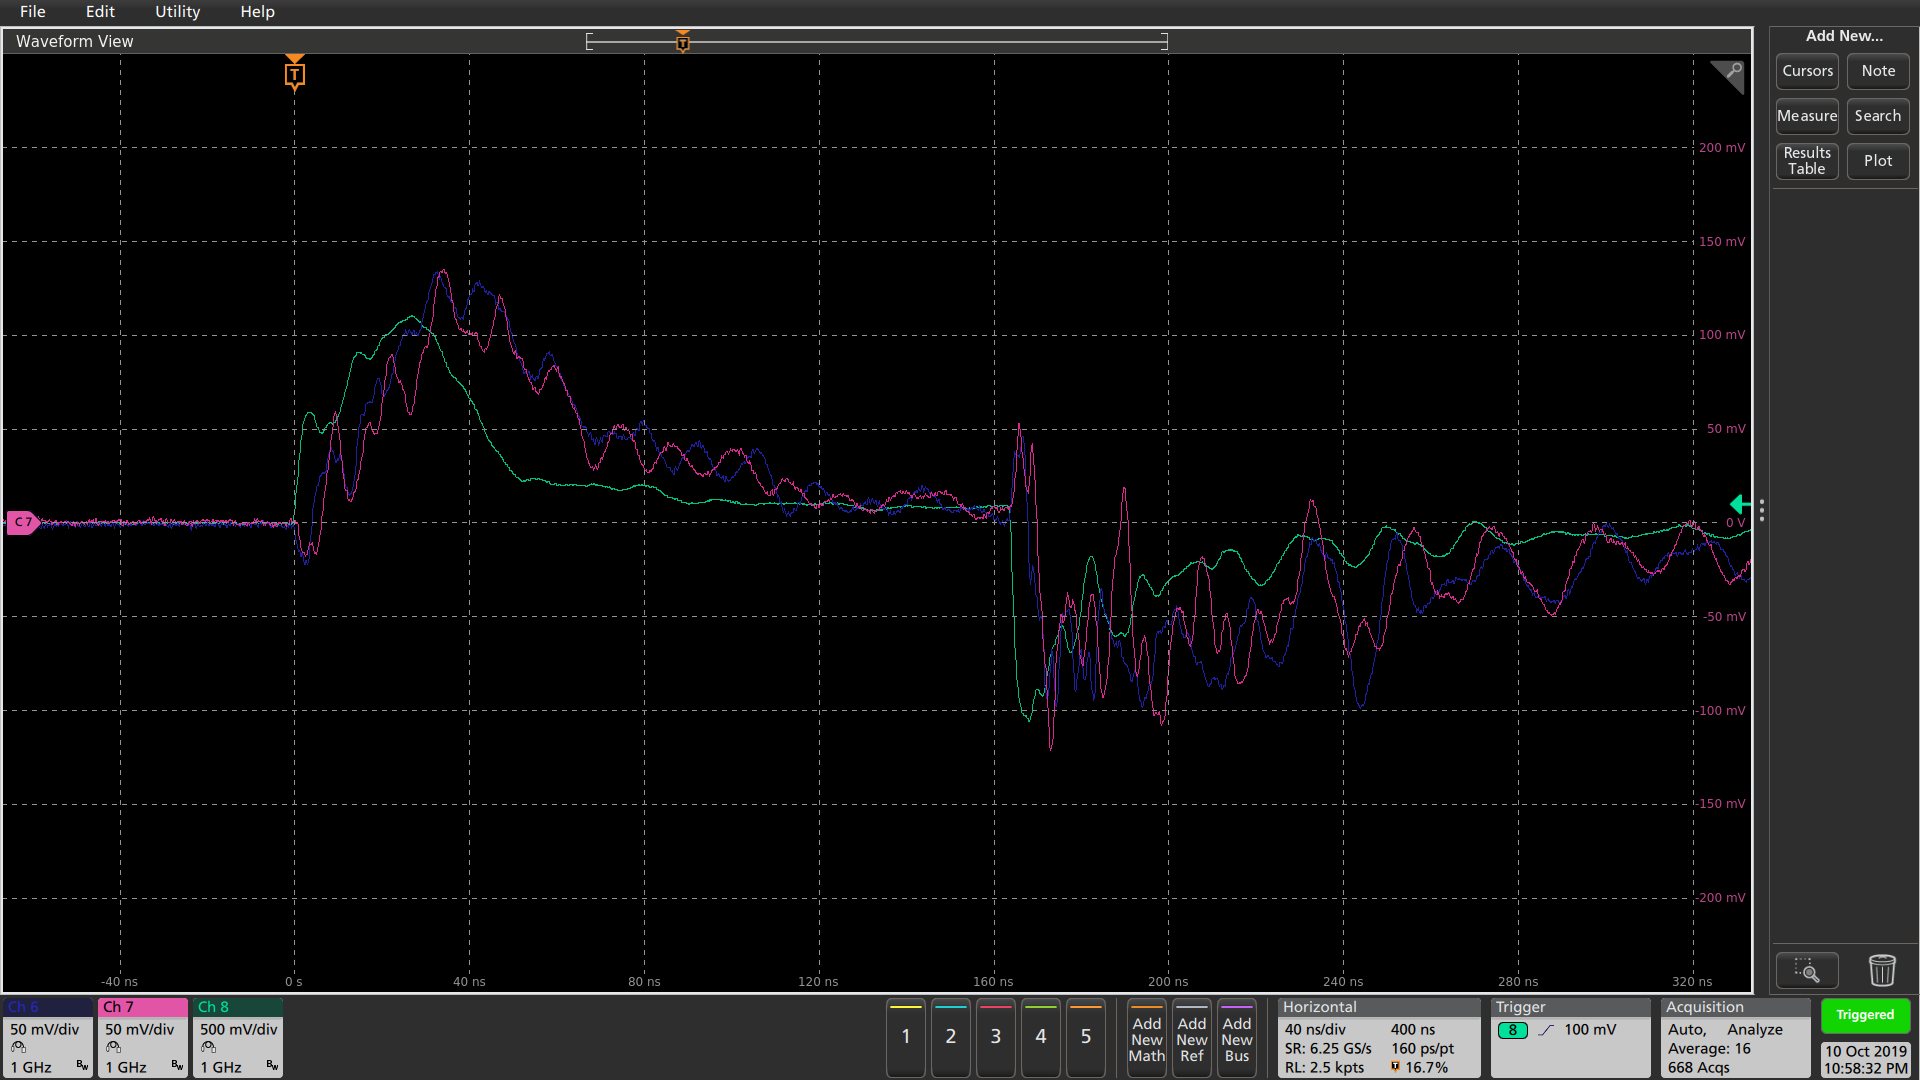 File Edit Utility Help
Waveform View
T
T
Add New...
Cursors Note
Measure Search
Results Table Plot
200 mV
150 mV
100 mV
50 mV
C 7
0 V
-50 mV
-100 mV
-150 mV
-200 mV
-40 ns 0 s 40 ns 80 ns 120 ns 160 ns 200 ns 240 ns 280 ns 320 ns
Ch 6
50 mV/div
1 GHz Bw
Ch 7
50 mV/div
1 GHz Bw
Ch 8
500 mV/div
1 GHz Bw
1 2 3 4 5
Add New Math
Add New Ref
Add New Bus
Horizontal
40 ns/div 400 ns
SR: 6.25 GS/s 160 ps/pt
RL: 2.5 kpts T 16.7%
Trigger
8 100 mV
Acquisition
Auto, Analyze
Average: 16
668 Acqs
Triggered
10 Oct 2019
10:58:32 PM